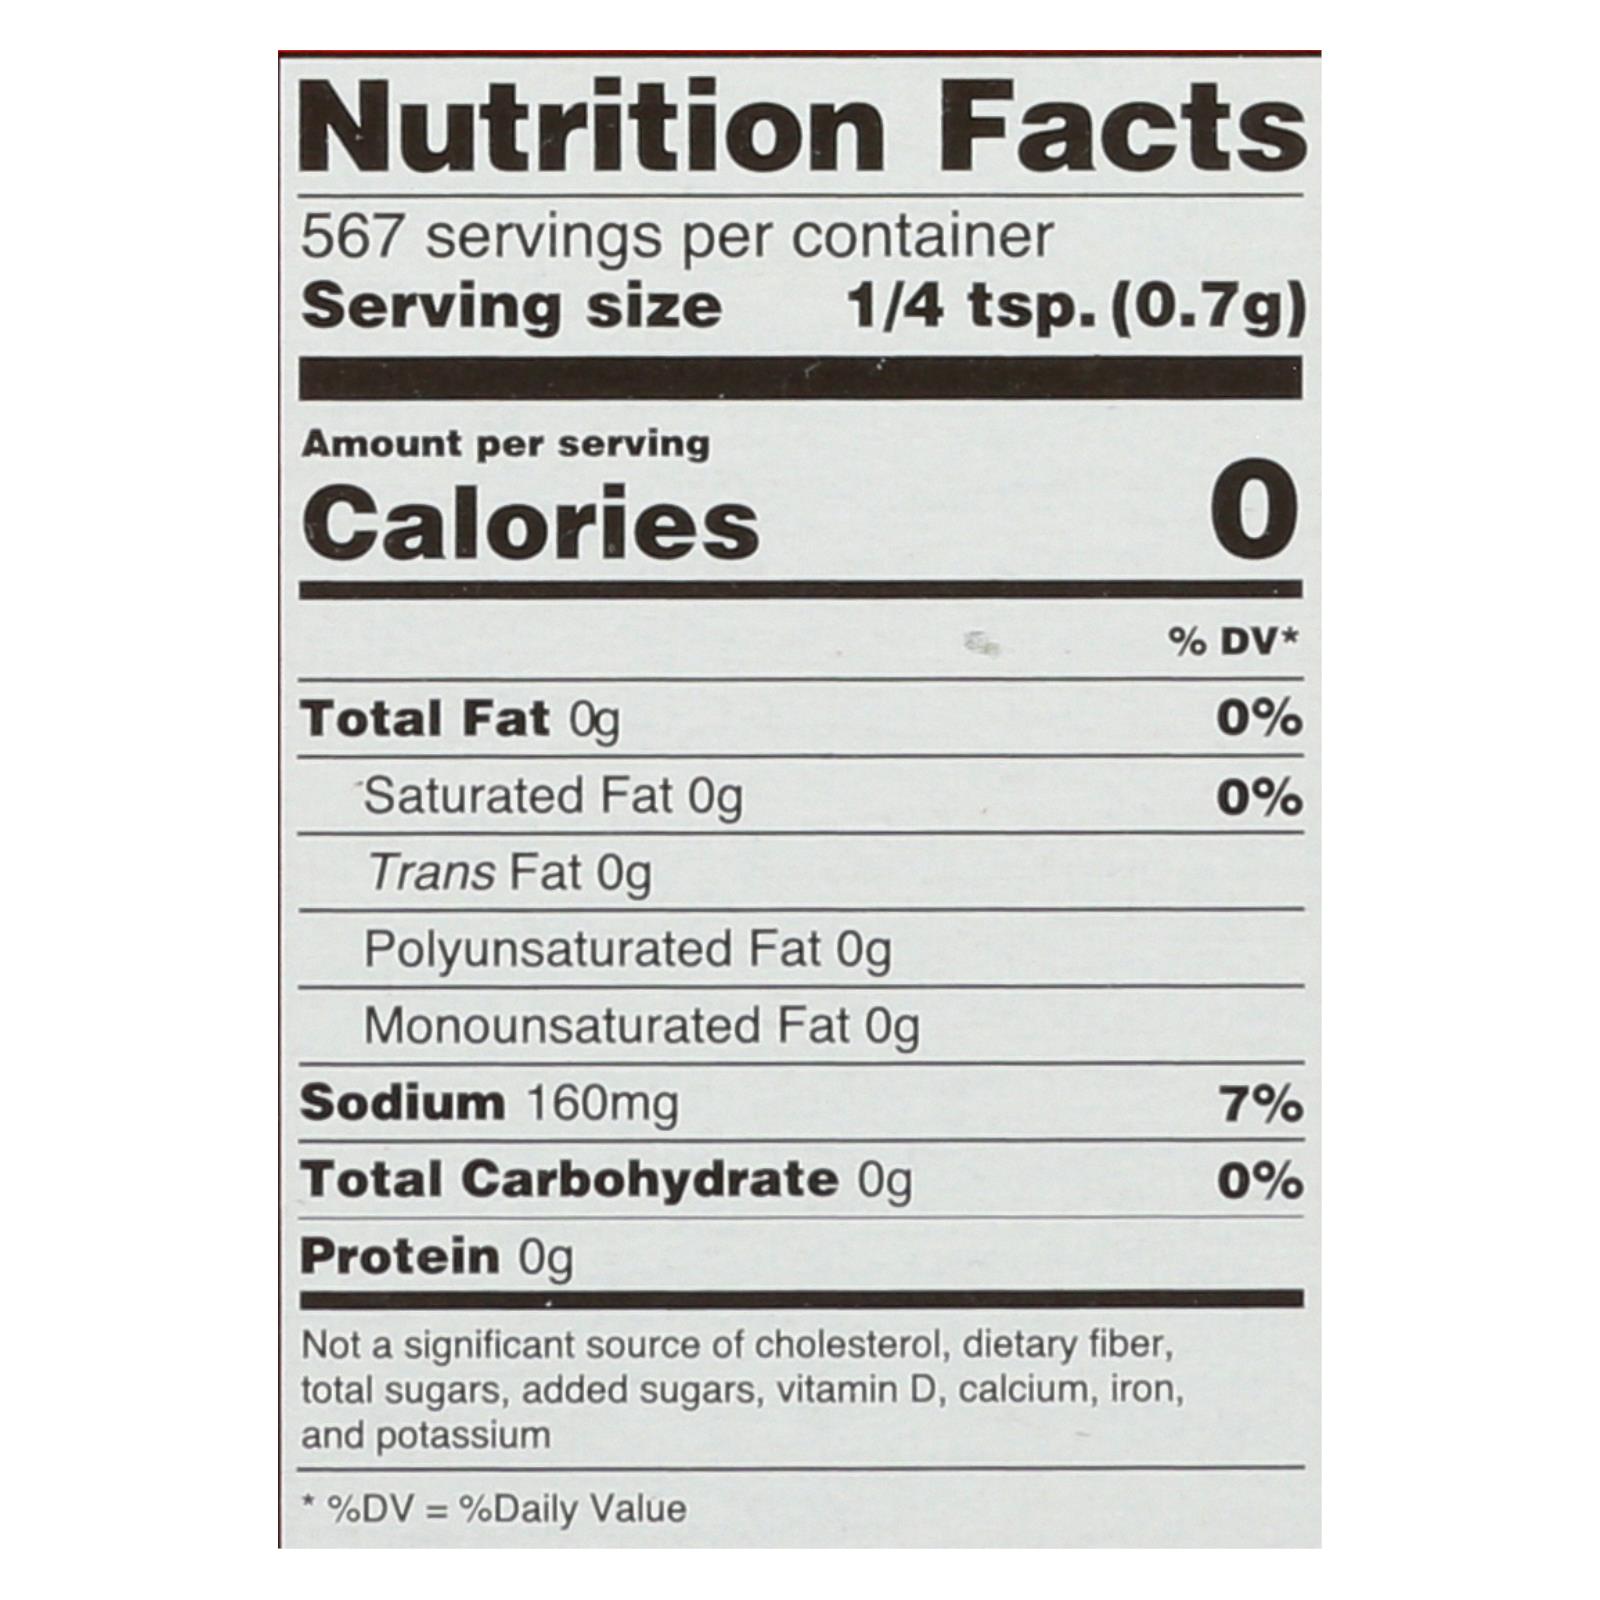 Nutrition Facts
567 servings per container
Serving size 1/4 tsp. (0.7g)
Amount per serving
Calories 0
% DV*
Total Fat 0g 0%
Saturated Fat 0g 0%
Trans Fat 0g
Polyunsaturated Fat 0g
Monounsaturated Fat 0g
Sodium 160mg 7%
Total Carbohydrate 0g 0%
Protein 0g
Not a significant source of cholesterol, dietary fiber,
total sugars, added sugars, vitamin D, calcium, iron,
and potassium
* %DV = %Daily Value